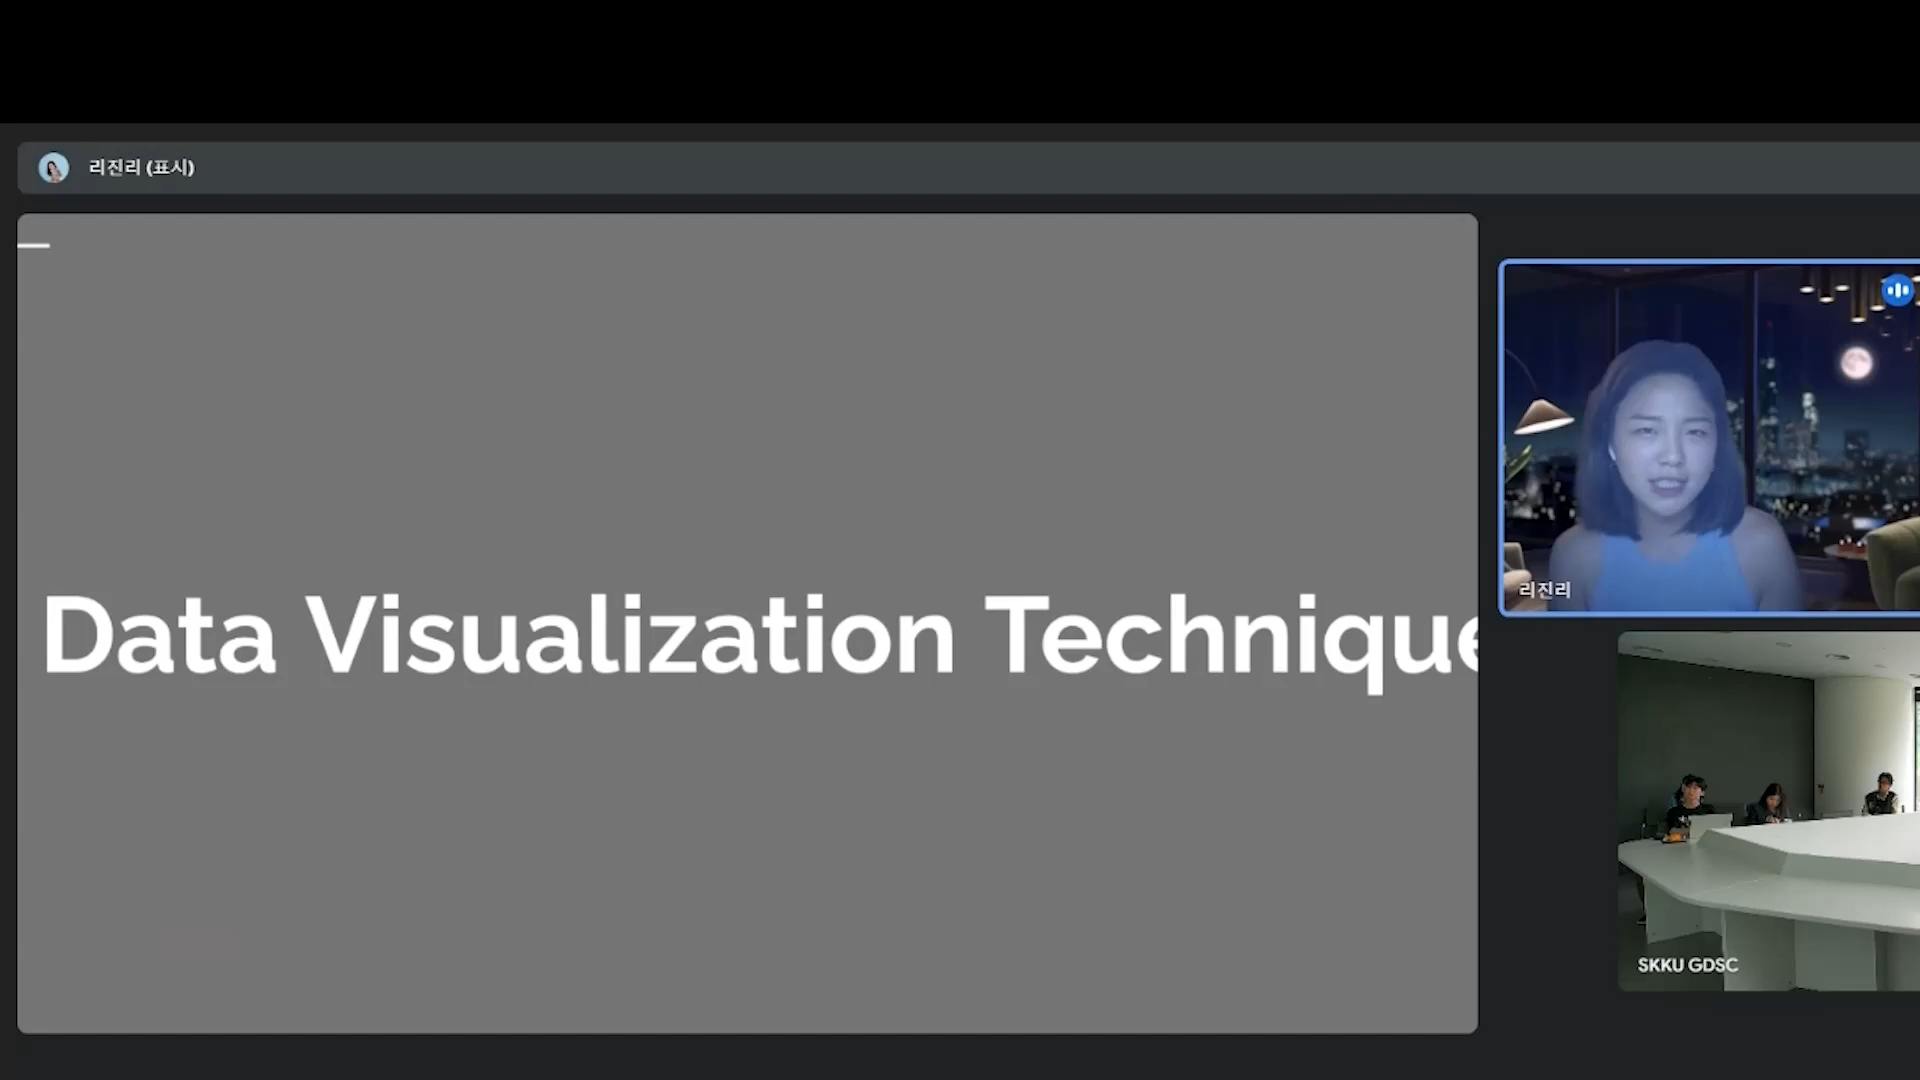 리진리 (표시)
Data Visualization Technique
리진리
SKKU GDSC